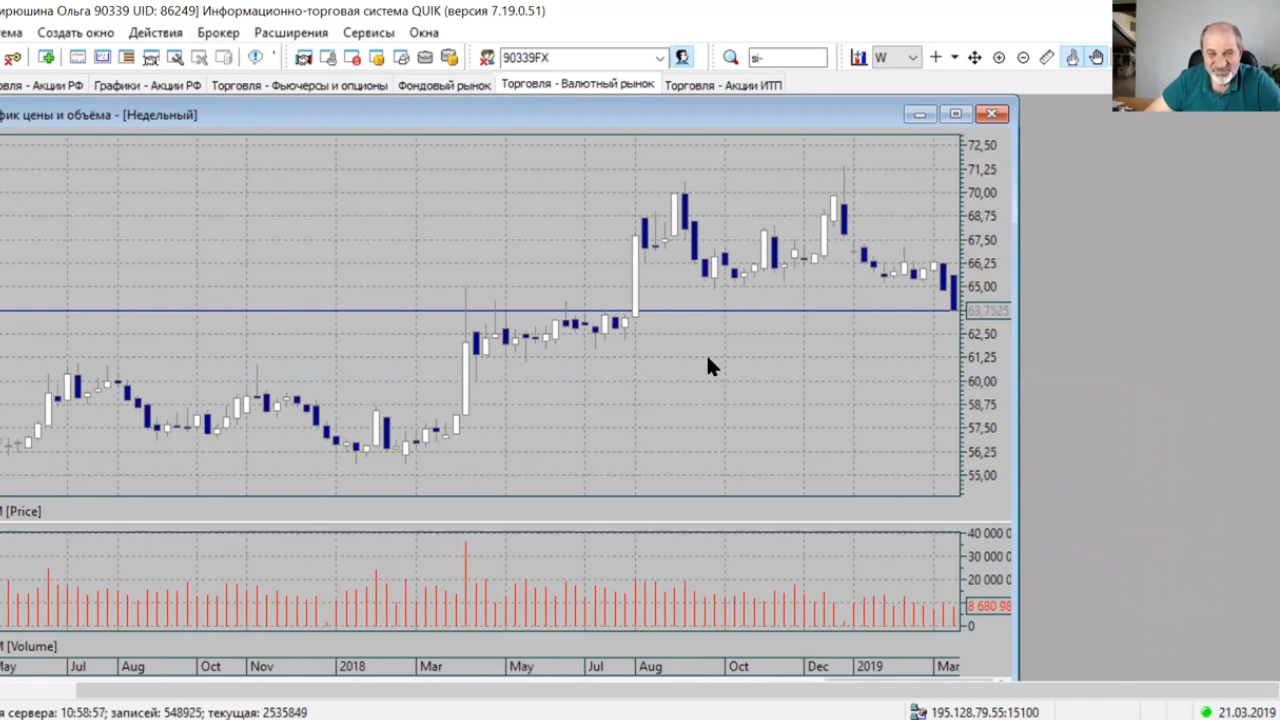 ирюшина Ольга 90339 UID: 86249] Информационно-торговая система QUIK (версия 7.19.0.51)
тема Создать окно Действия Брокер Расширения Сервисы Окна
90339FX si- W
овля - Акции РФ Графики - Акции РФ Торговля - Фьючерсы и опционы Фондовый рынок Торговля - Валютный рынок Торговля - Акции ИТП
фик цены и объёма - [Недельный]
72,50
71,25
70,00
68,75
67,50
66,25
65,00
63,7525
62,50
61,25
60,00
58,75
57,50
56,25
55,00
M [Price]
40 000 0
30 000 0
20 000 0
8 680 98
0
M [Volume]
May Jul Aug Oct Nov 2018 Mar May Jul Aug Oct Dec 2019 Mar
я сервера: 10:58:57; записей: 548925; текущая: 2535849 195.128.79.55:15100 21.03.2019